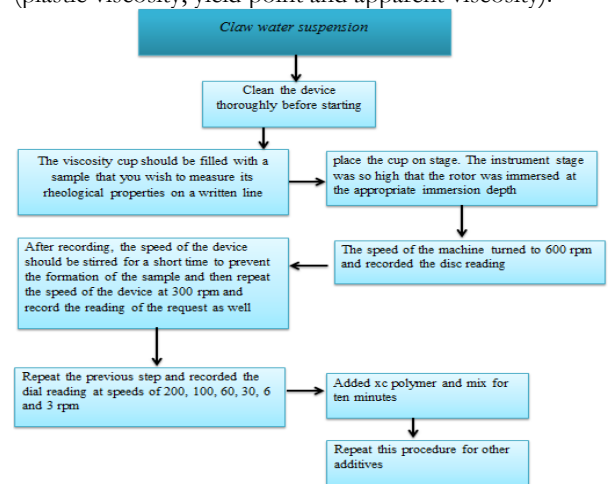 (plastic viscosity, yield point and apparent viscosity).
Claw water suspension
Clean the device
thoroughly before starting
The viscosity cup should be filled with a
sample that you wish to measure its
rheological properties on a written line
place the cup on stage. The instrument stage
was so high that the rotor was immersed at
the appropriate immersion depth
The speed of the machine turned to 600 rpm
and recorded the disc reading
After recording, the speed of the device
should be stirred for a short time to prevent
the formation of the sample and then repeat
the speed of the device at 300 rpm and
record the reading of the request as well
Repeat the previous step and recorded the
dial reading at speeds of 200, 100, 60, 30, 6
and 3 rpm
Added xc polymer and mix for
ten minutes
Repeat this procedure for other
additives